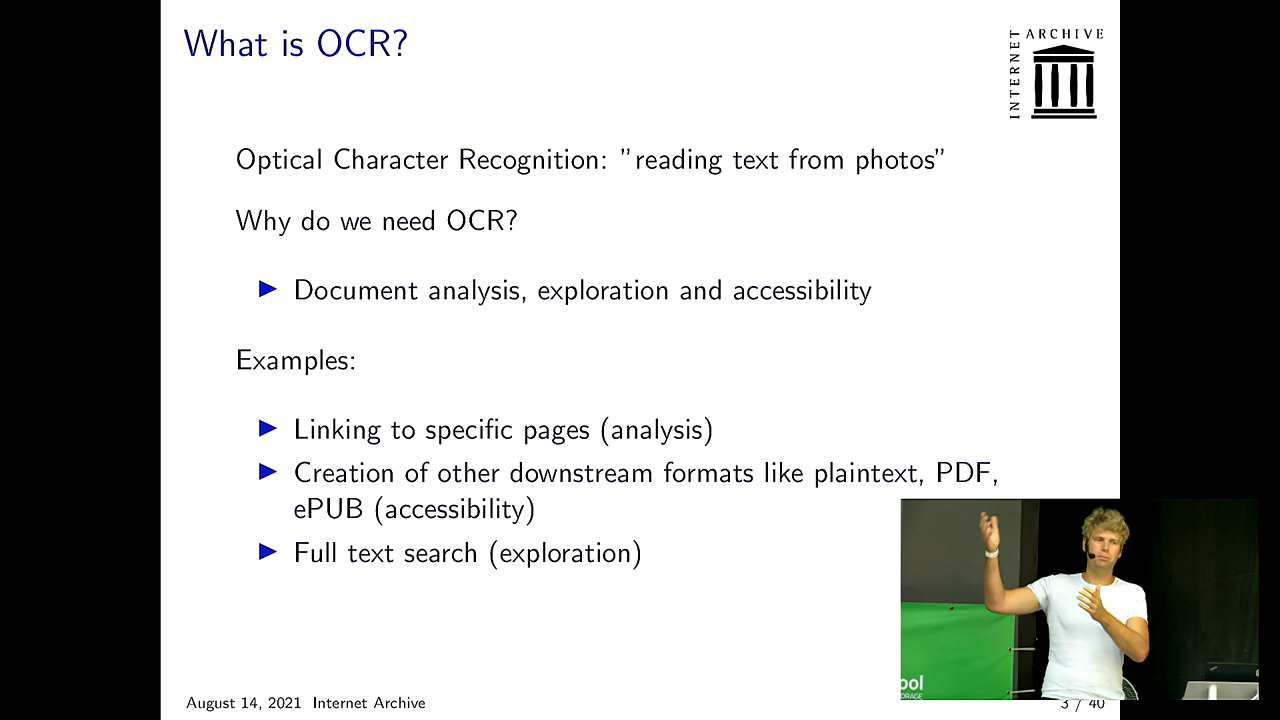 What is OCR?
INTERNET ARCHIVE
Optical Character Recognition: ”reading text from photos”
Why do we need OCR?
Document analysis, exploration and accessibility
Examples:
Linking to specific pages (analysis)
Creation of other downstream formats like plaintext, PDF,
ePUB (accessibility)
Full text search (exploration)
August 14, 2021 Internet Archive
3 / 40